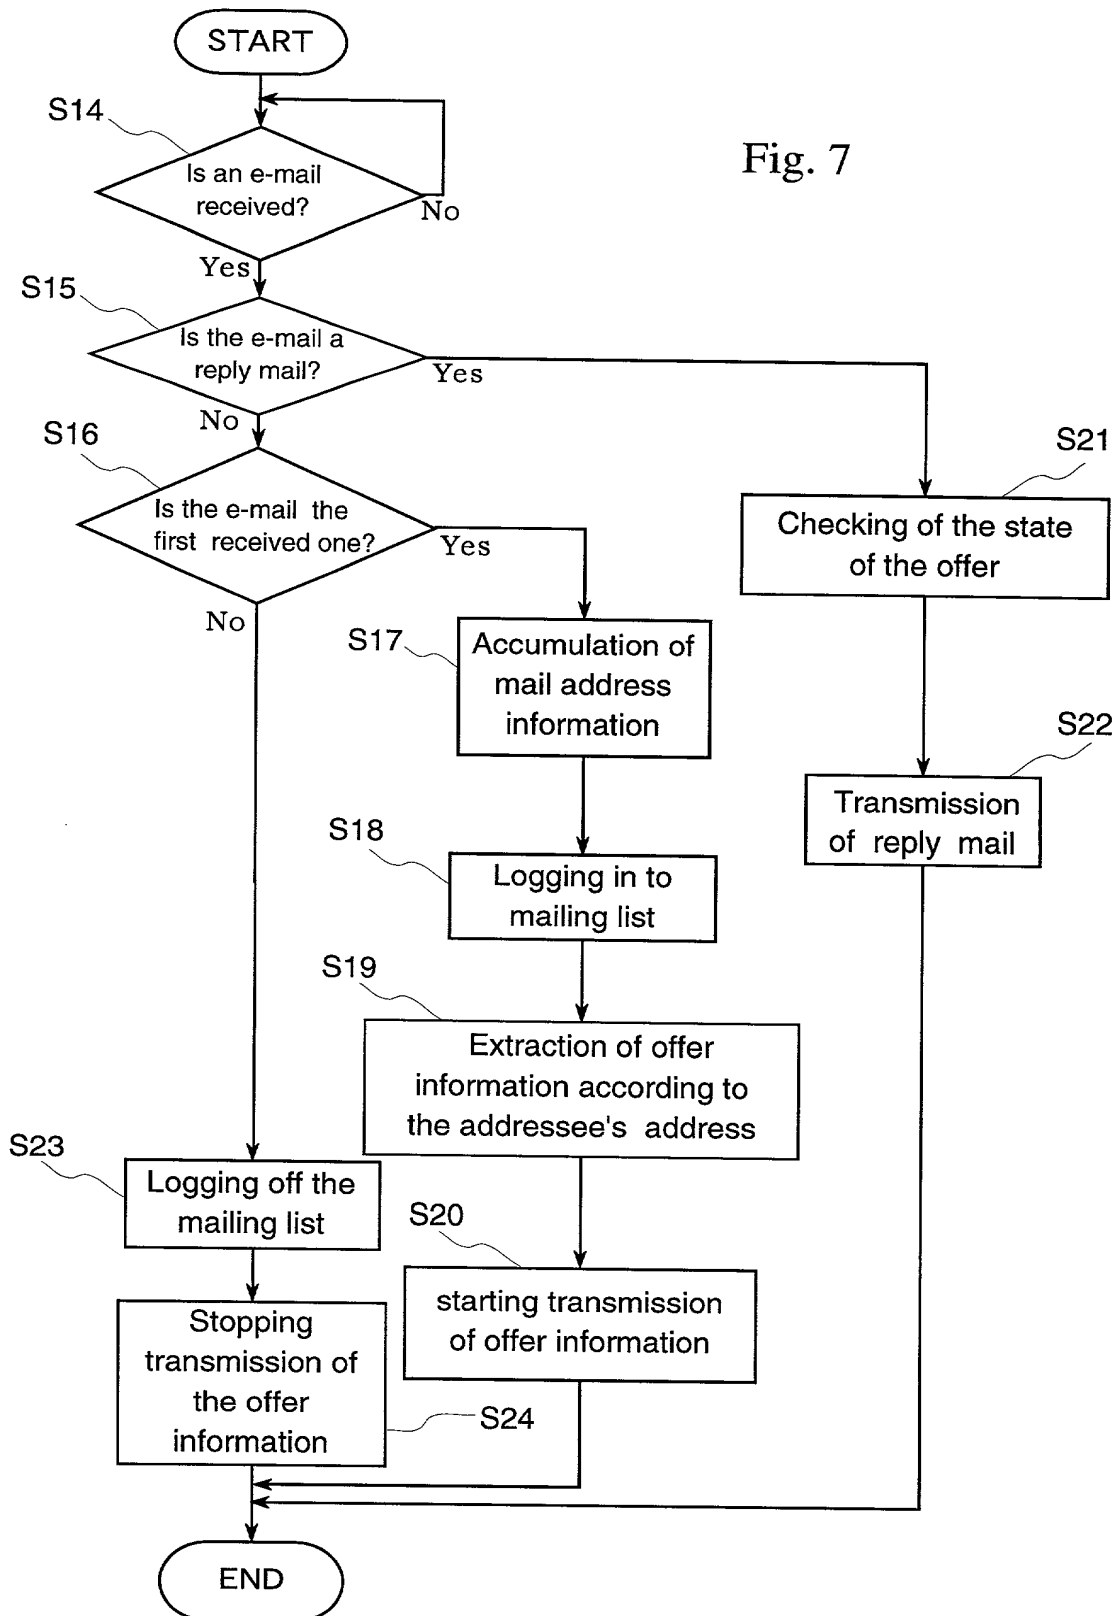 START
S14
Is an e-mail
received?
No
Fig. 7
Yes
S15
Is the e-mail a
reply mail?
Yes
No
S16
Is the e-mail the
first received one?
Yes
No
S21
Checking of the state
of the offer
S17
Accumulation of
mail address
information
S22
Transmission
of reply mail
S18
Logging in to
mailing list
S19
Extraction of offer
information according to
the addressee's address
S23
Logging off the
mailing list
S20
starting transmission
of offer information
Stopping
transmission of
the offer
information
S24
END